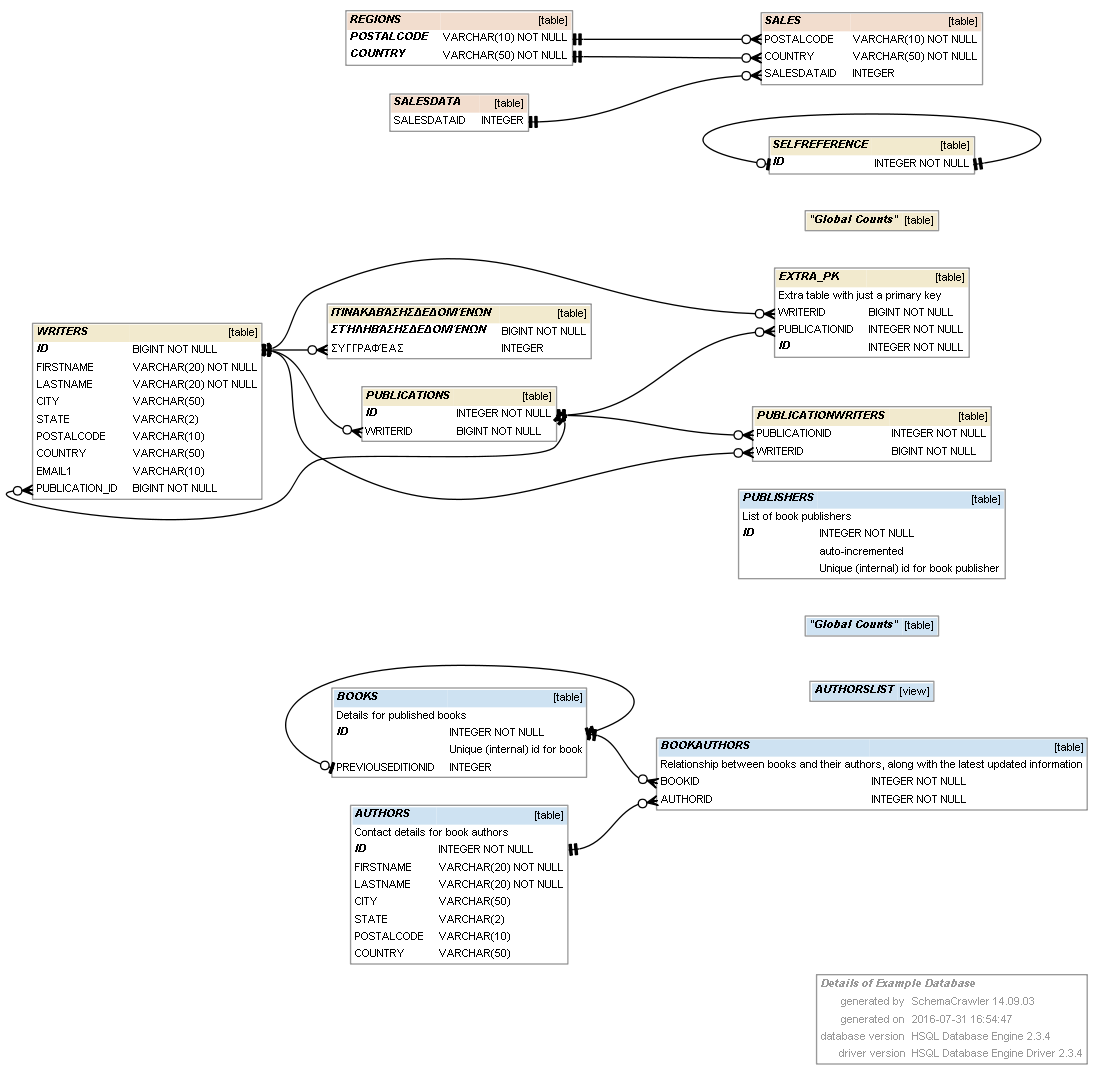 REGIONS [table]
POSTALCODE VARCHAR(10) NOT NULL
COUNTRY VARCHAR(50) NOT NULL
SALES [table]
POSTALCODE VARCHAR(10) NOT NULL
COUNTRY VARCHAR(50) NOT NULL
SALESDATAID INTEGER
SALESDATA [table]
SALESDATAID INTEGER
SELFREFERENCE [table]
ID INTEGER NOT NULL
"Global Counts" [table]
EXTRA_PK [table]
Extra table with just a primary key
WRITERID BIGINT NOT NULL
PUBLICATIONID INTEGER NOT NULL
ID INTEGER NOT NULL
WRITERS [table]
ID BIGINT NOT NULL
FIRSTNAME VARCHAR(20) NOT NULL
LASTNAME VARCHAR(20) NOT NULL
CITY VARCHAR(50)
STATE VARCHAR(2)
POSTALCODE VARCHAR(10)
COUNTRY VARCHAR(50)
EMAIL1 VARCHAR(10)
PUBLICATION_ID BIGINT NOT NULL
ΠΊΝΑΚΑΒΆΣΗΣΔΕΔΟΜΈΝΩΝ [table]
ΣΤΉΛΗΒΆΣΗΣΔΕΔΟΜΈΝΩΝ BIGINT NOT NULL
ΣΥΓΓΡΑΦΈΑΣ INTEGER
PUBLICATIONS [table]
ID INTEGER NOT NULL
WRITERID BIGINT NOT NULL
PUBLICATIONWRITERS [table]
PUBLICATIONID INTEGER NOT NULL
WRITERID BIGINT NOT NULL
PUBLISHERS [table]
List of book publishers
ID INTEGER NOT NULL
auto-incremented
Unique (internal) id for book publisher
"Global Counts" [table]
AUTHORSLIST [view]
BOOKS [table]
Details for published books
ID INTEGER NOT NULL
Unique (internal) id for book
PREVIOUSEDITIONID INTEGER
BOOKAUTHORS [table]
Relationship between books and their authors, along with the latest updated information
BOOKID INTEGER NOT NULL
AUTHORID INTEGER NOT NULL
AUTHORS [table]
Contact details for book authors
ID INTEGER NOT NULL
FIRSTNAME VARCHAR(20) NOT NULL
LASTNAME VARCHAR(20) NOT NULL
CITY VARCHAR(50)
STATE VARCHAR(2)
POSTALCODE VARCHAR(10)
COUNTRY VARCHAR(50)
Details of Example Database
generated by SchemaCrawler 14.09.03
generated on 2016-07-31 16:54:47
database version HSQL Database Engine 2.3.4
driver version HSQL Database Engine Driver 2.3.4